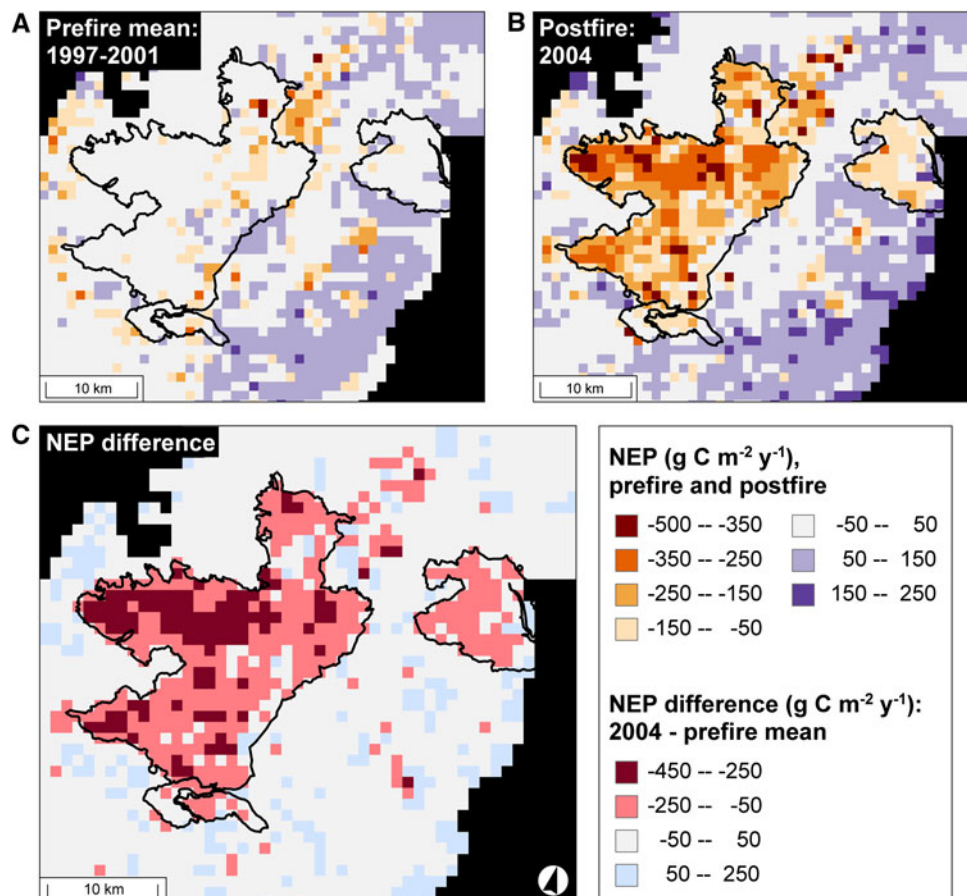 A
Prefire mean:
1997-2001
10 km
B
Postfire:
2004
10 km
C
NEP difference
10 km
NEP (g C m⁻² y⁻¹),
prefire and postfire
-500 -- -350
-350 -- -250
-250 -- -150
-150 -- -50
-50 -- 50
50 -- 150
150 -- 250
NEP difference (g C m⁻² y⁻¹):
2004 - prefire mean
-450 -- -250
-250 -- -50
-50 -- 50
50 -- 250